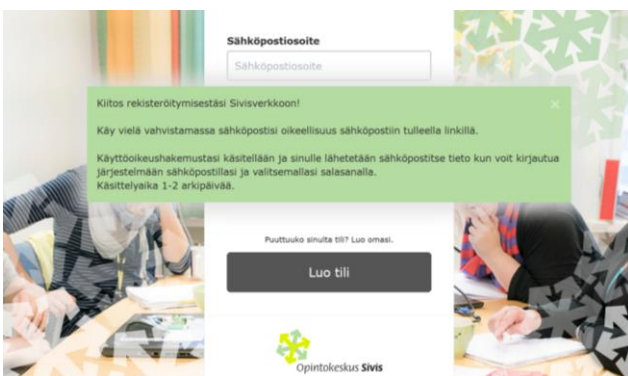 Sähköpostiosoite
Sähköpostiosoite
Kiitos rekisteröitymisestäsi Sivisverkkoon!
×
Käy vielä vahvistamassa sähköpostisi oikeellisuus sähköpostiin tulleella linkillä.
Käyttöoikeushakemustasi käsitellään ja sinulle lähetetään sähköpostitse tieto kun voit kirjautua
järjestelmään sähköpostillasi ja valitsemallasi salasanalla.
Käsittelyaika 1-2 arkipäivää.
Puuttuuko sinulta tili? Luo omasi.
Luo tili
Opintokeskus Sivis